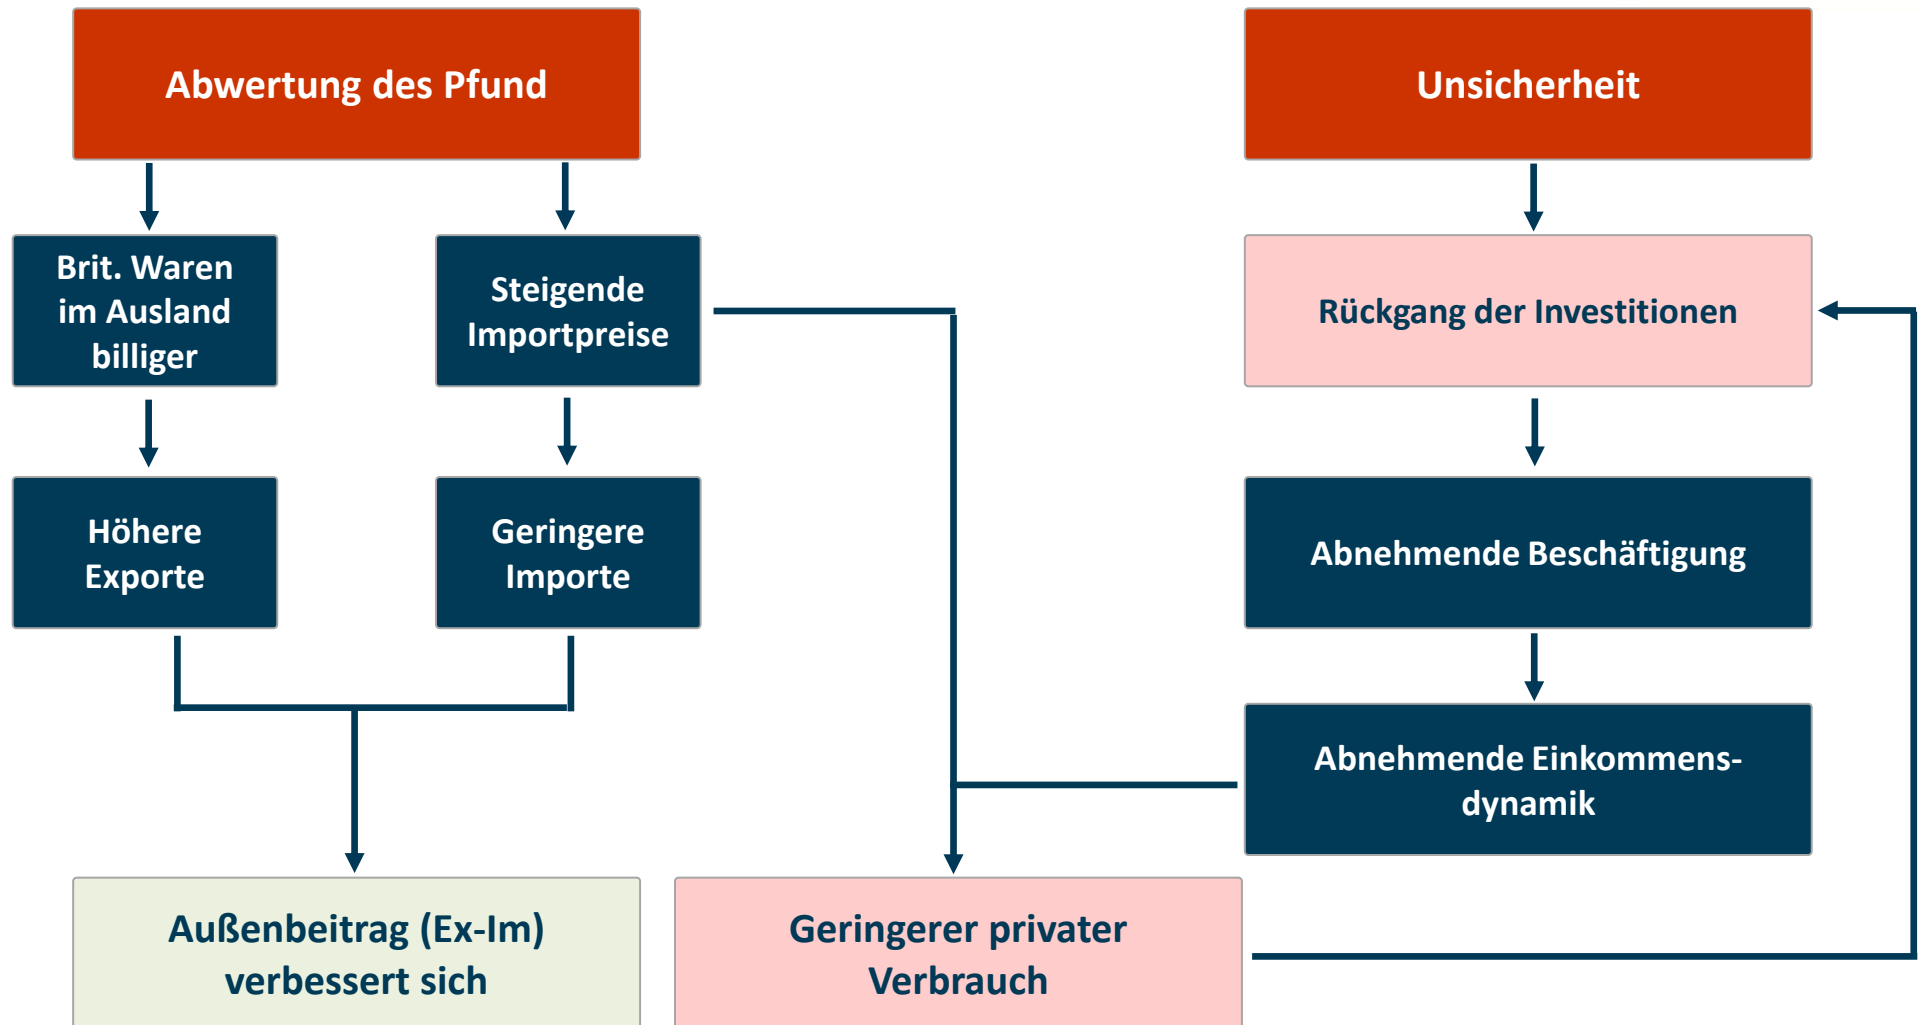 Abwertung des Pfund
Unsicherheit
Brit. Waren
im Ausland
billiger
Steigende
Importpreise
Rückgang der Investitionen
Höhere
Exporte
Geringere
Importe
Abnehmende Beschäftigung
Abnehmende Einkommens-
dynamik
Außenbeitrag (Ex-Im)
verbessert sich
Geringerer privater
Verbrauch